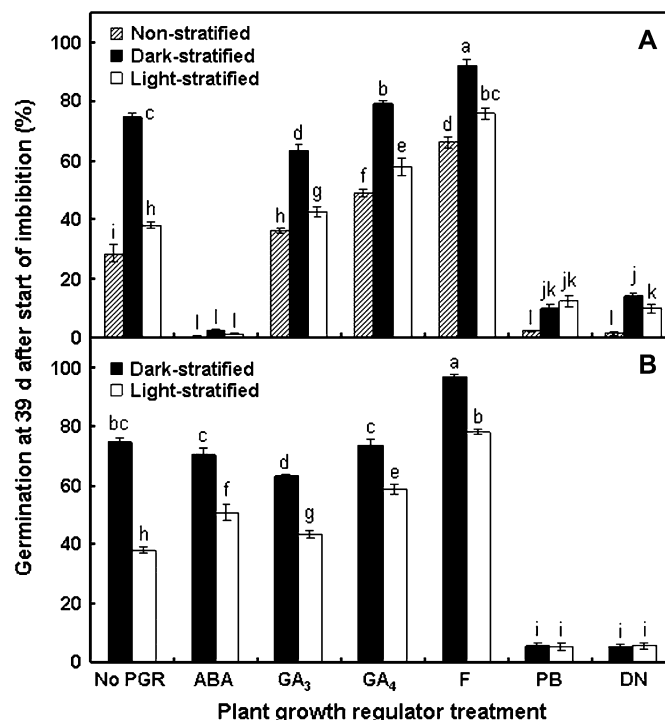 Germination at 39 d after start of imbibition (%)
A
Non-stratified
Dark-stratified
Light-stratified
100
80
60
40
20
0
i c h
l l l
h d g
f b e
d a bc
l jk jk
l j k
B
Dark-stratified
Light-stratified
100
80
60
40
20
0
bc h
c f
d g
c e
a b
i i
i i
No PGR ABA GA3 GA4 F PB DN
Plant growth regulator treatment